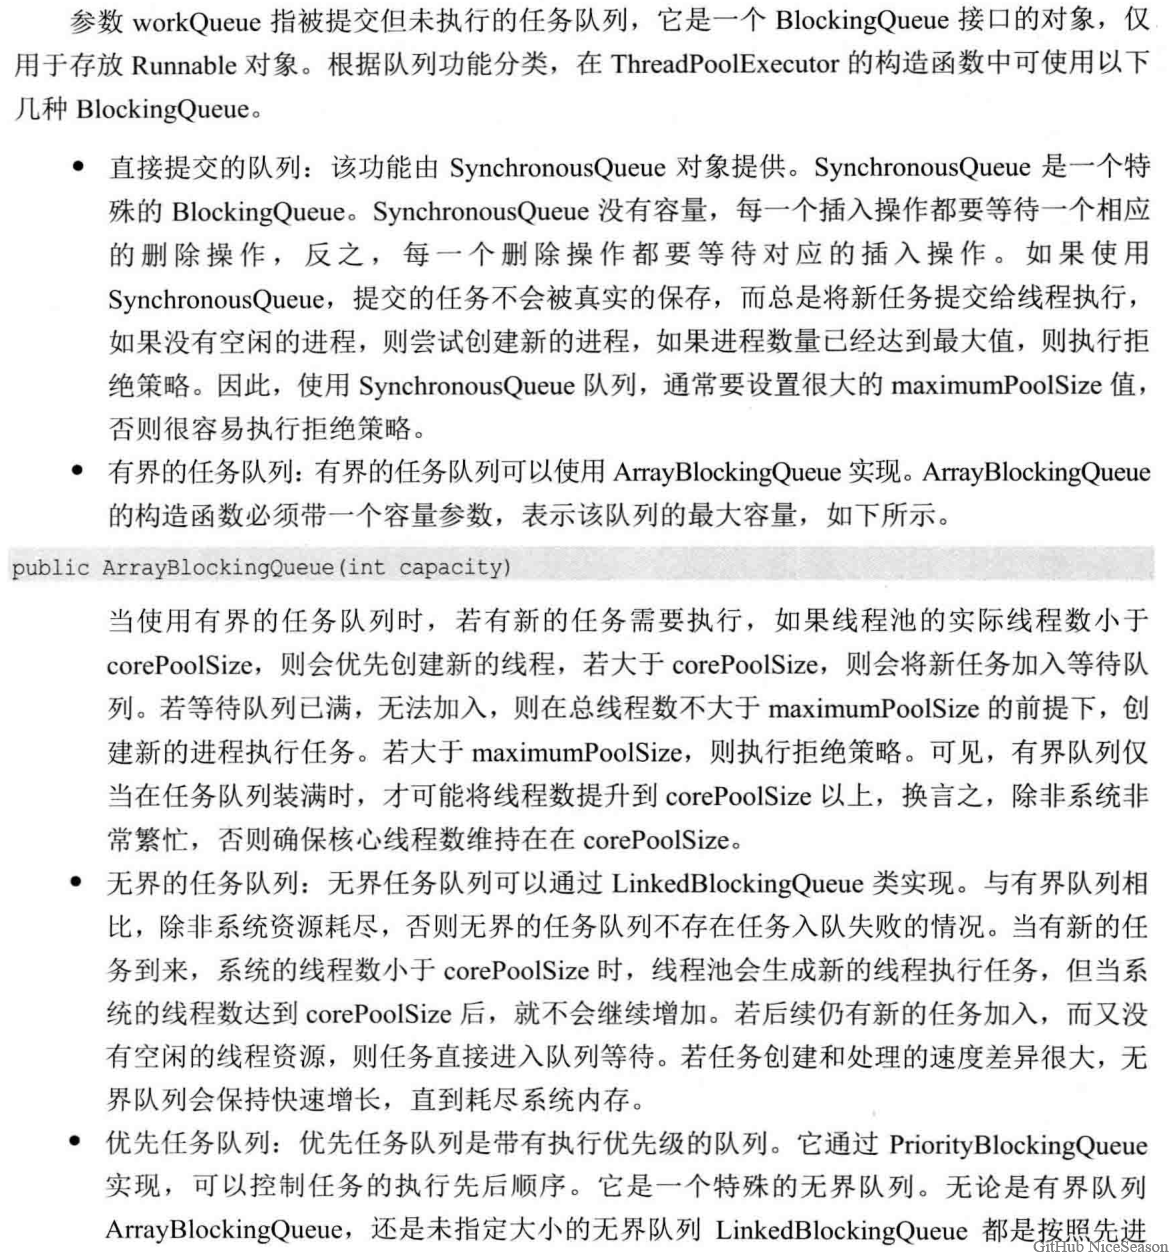 参数 workQueue 指被提交但未执行的任务队列，它是一个 BlockingQueue 接口的对象，仅
用于存放 Runnable 对象。根据队列功能分类，在 ThreadPoolExecutor 的构造函数中可使用以下
几种 BlockingQueue。
● 直接提交的队列：该功能由 SynchronousQueue 对象提供。SynchronousQueue 是一个特
殊的 BlockingQueue。SynchronousQueue 没有容量，每一个插入操作都要等待一个相应
的删除操作，反之，每一个删除操作都要等待对应的插入操作。如果使用
SynchronousQueue，提交的任务不会被真实的保存，而总是将新任务提交给线程执行，
如果没有空闲的进程，则尝试创建新的进程，如果进程数量已经达到最大值，则执行拒
绝策略。因此，使用 SynchronousQueue 队列，通常要设置很大的 maximumPoolSize 值，
否则很容易执行拒绝策略。
● 有界的任务队列：有界的任务队列可以使用 ArrayBlockingQueue 实现。ArrayBlockingQueue
的构造函数必须带一个容量参数，表示该队列的最大容量，如下所示。
public ArrayBlockingQueue(int capacity)
当使用有界的任务队列时，若有新的任务需要执行，如果线程池的实际线程数小于
corePoolSize，则会优先创建新的线程，若大于 corePoolSize，则会将新任务加入等待队
列。若等待队列已满，无法加入，则在总线程数不大于 maximumPoolSize 的前提下，创
建新的进程执行任务。若大于 maximumPoolSize，则执行拒绝策略。可见，有界队列仅
当在任务队列装满时，才可能将线程数提升到 corePoolSize 以上，换言之，除非系统非
常繁忙，否则确保核心线程数维持在在 corePoolSize。
● 无界的任务队列：无界任务队列可以通过 LinkedBlockingQueue 类实现。与有界队列相
比，除非系统资源耗尽，否则无界的任务队列不存在任务入队失败的情况。当有新的任
务到来，系统的线程数小于 corePoolSize 时，线程池会生成新的线程执行任务，但当系
统的线程数达到 corePoolSize 后，就不会继续增加。若后续仍有新的任务加入，而又没
有空闲的线程资源，则任务直接进入队列等待。若任务创建和处理的速度差异很大，无
界队列会保持快速增长，直到耗尽系统内存。
● 优先任务队列：优先任务队列是带有执行优先级的队列。它通过 PriorityBlockingQueue
实现，可以控制任务的执行先后顺序。它是一个特殊的无界队列。无论是有界队列
ArrayBlockingQueue，还是未指定大小的无界队列 LinkedBlockingQueue 都是按照先进
GitHub NiceSeason